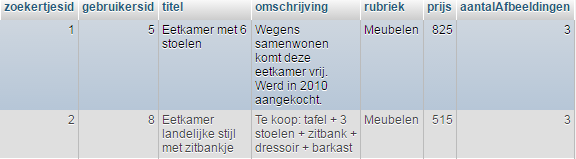 zoekertjesid gebruikersid titel omschrijving rubriek prijs aantalAfbeeldingen
1 5 Eetkamer met 6 Wegens Meubelen 825 3
stoelen samenwonen
komt deze
eetkamer vrij.
Werd in 2010
aangekocht.
2 8 Eetkamer Te koop: tafel + 3 Meubelen 515 3
landelijke stijl stoelen + zitbank +
met zitbankje dressoir + barkast